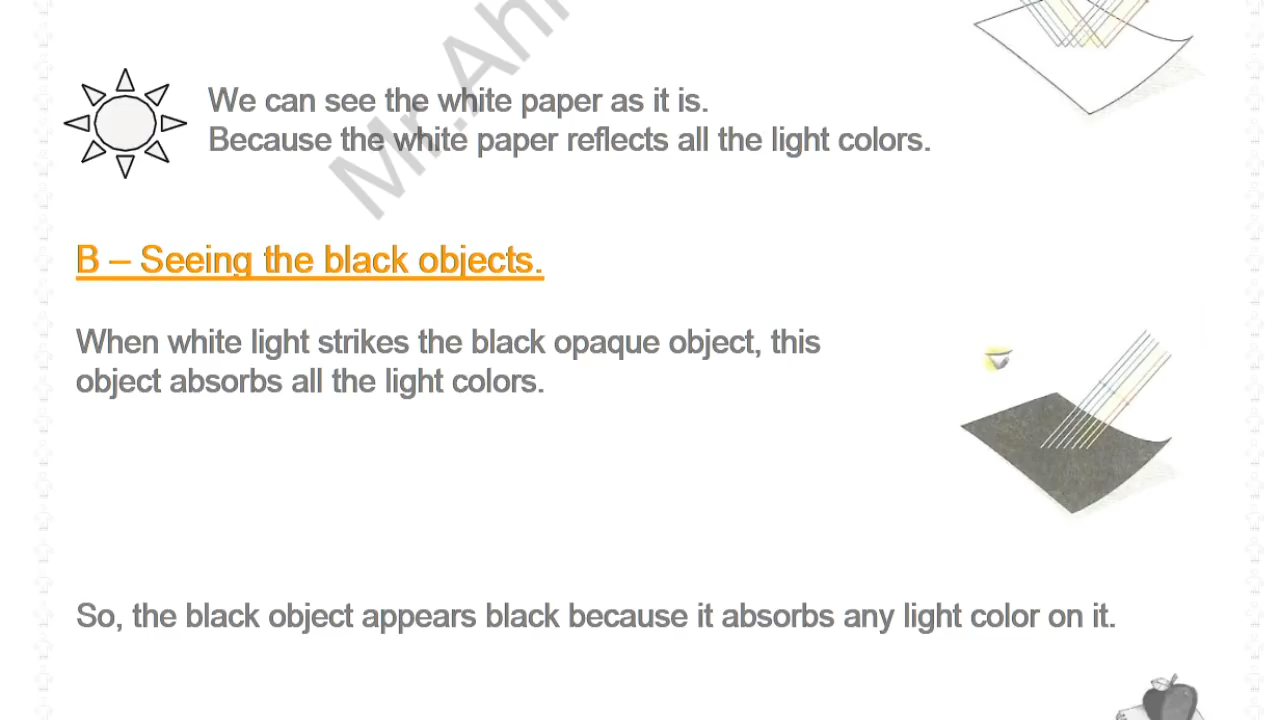 We can see the white paper as it is.
Because the white paper reflects all the light colors.
B – Seeing the black objects.
When white light strikes the black opaque object, this
object absorbs all the light colors.
So, the black object appears black because it absorbs any light color on it.